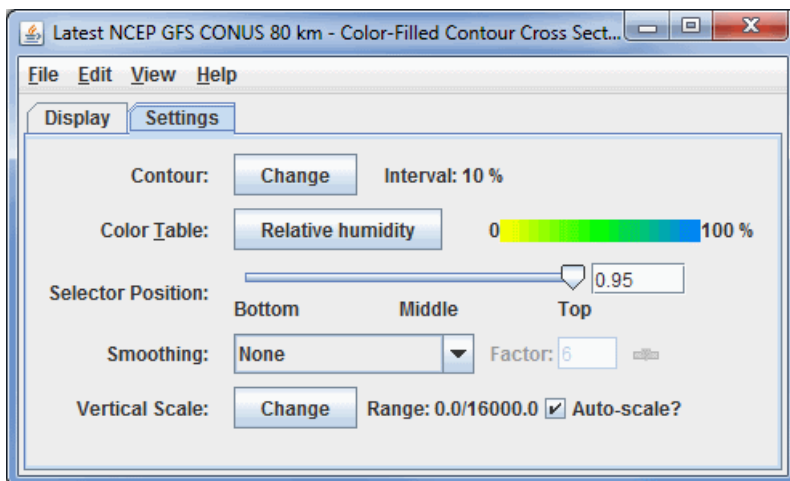 Latest NCEP GFS CONUS 80 km - Color-Filled Contour Cross Sect...
File Edit View Help
Display Settings
Contour: Change Interval: 10 %
Color Table: Relative humidity 0 100 %
Selector Position: 0.95
Bottom Middle Top
Smoothing: None Factor: 6
Vertical Scale: Change Range: 0.0/16000.0 Auto-scale?